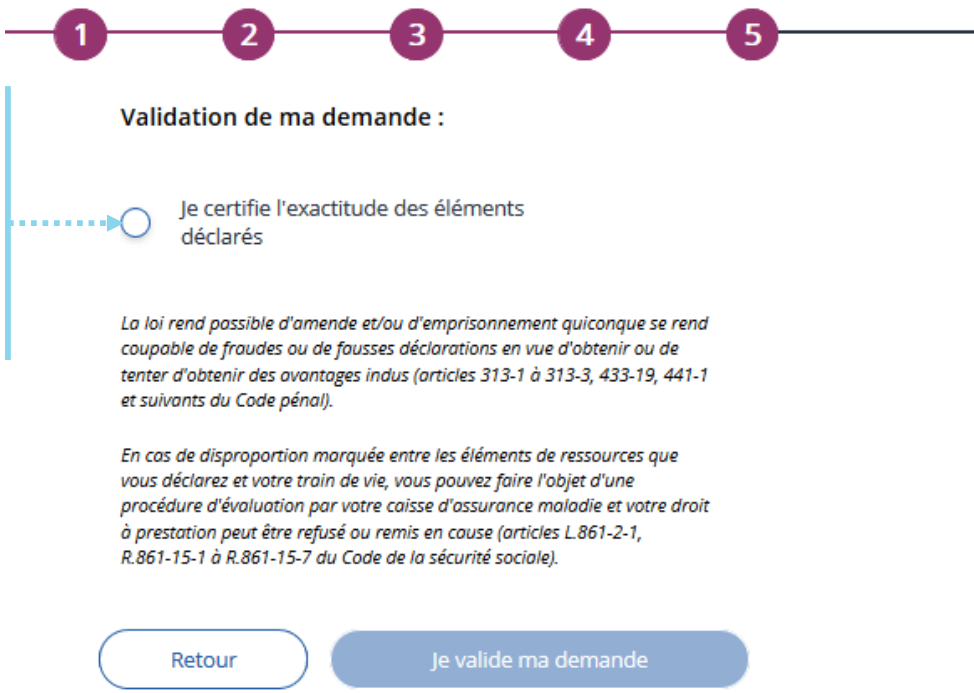 1 2 3 4 5
Validation de ma demande :
Je certifie l'exactitude des éléments
déclarés
La loi rend possible d'amende et/ou d'emprisonnement quiconque se rend
coupable de fraudes ou de fausses déclarations en vue d'obtenir ou de
tenter d'obtenir des avantages indus (articles 313-1 à 313-3, 433-19, 441-1
et suivants du Code pénal).
En cas de disproportion marquée entre les éléments de ressources que
vous déclarez et votre train de vie, vous pouvez faire l'objet d'une
procédure d'évaluation par votre caisse d'assurance maladie et votre droit
à prestation peut être refusé ou remis en cause (articles L.861-2-1,
R.861-15-1 à R.861-15-7 du Code de la sécurité sociale).
Retour Je valide ma demande